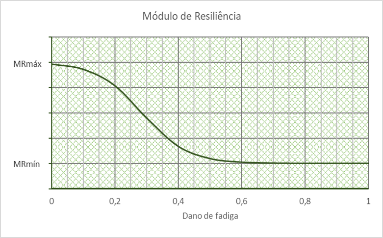 Módulo de Resiliência
MRmáx
MRmín
0 0,2 0,4 0,6 0,8 1
Dano de fadiga